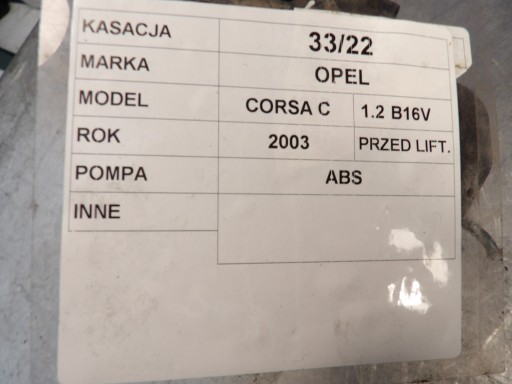 KASACJA 33/22
MARKA OPEL
MODEL CORSA C 1.2 B16V
ROK 2003 PRZED LIFT.
POMPA ABS
INNE